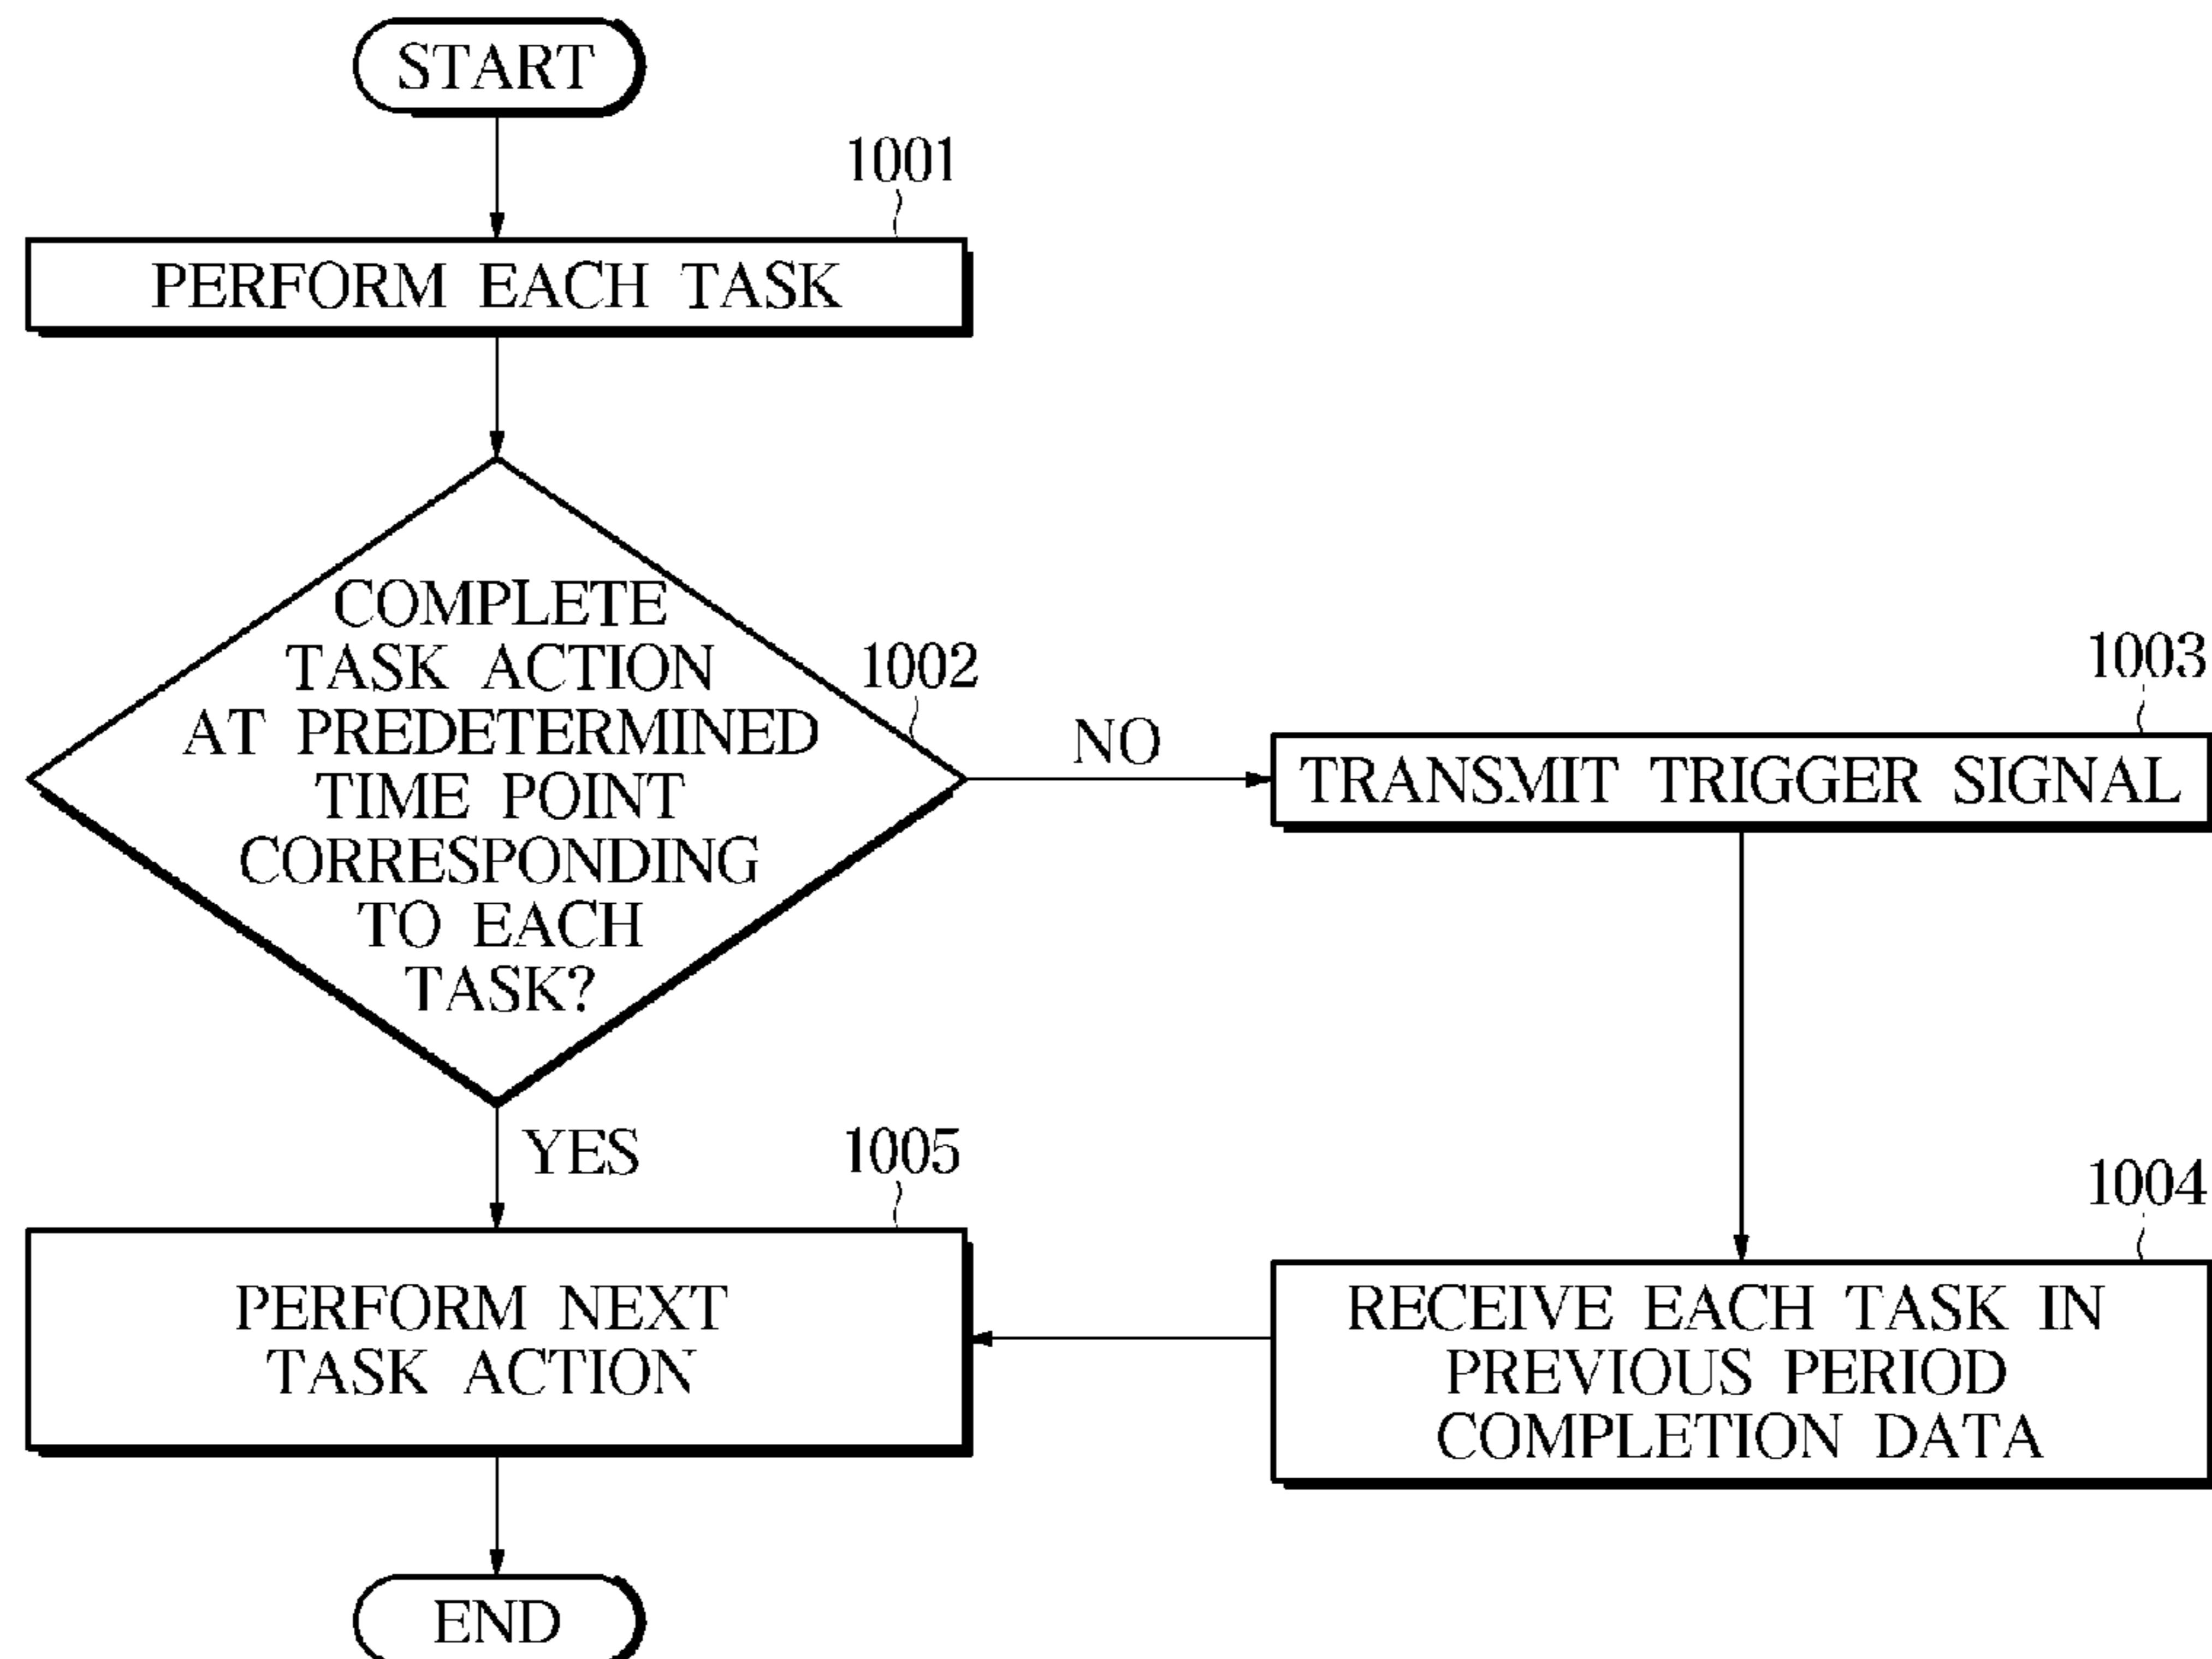 START
1001
PERFORM EACH TASK
COMPLETE
TASK ACTION
AT PREDETERMINED
TIME POINT
CORRESPONDING
TO EACH
TASK?
1002
NO
1003
TRANSMIT TRIGGER SIGNAL
YES
1005
PERFORM NEXT
TASK ACTION
1004
RECEIVE EACH TASK IN
PREVIOUS PERIOD
COMPLETION DATA
END